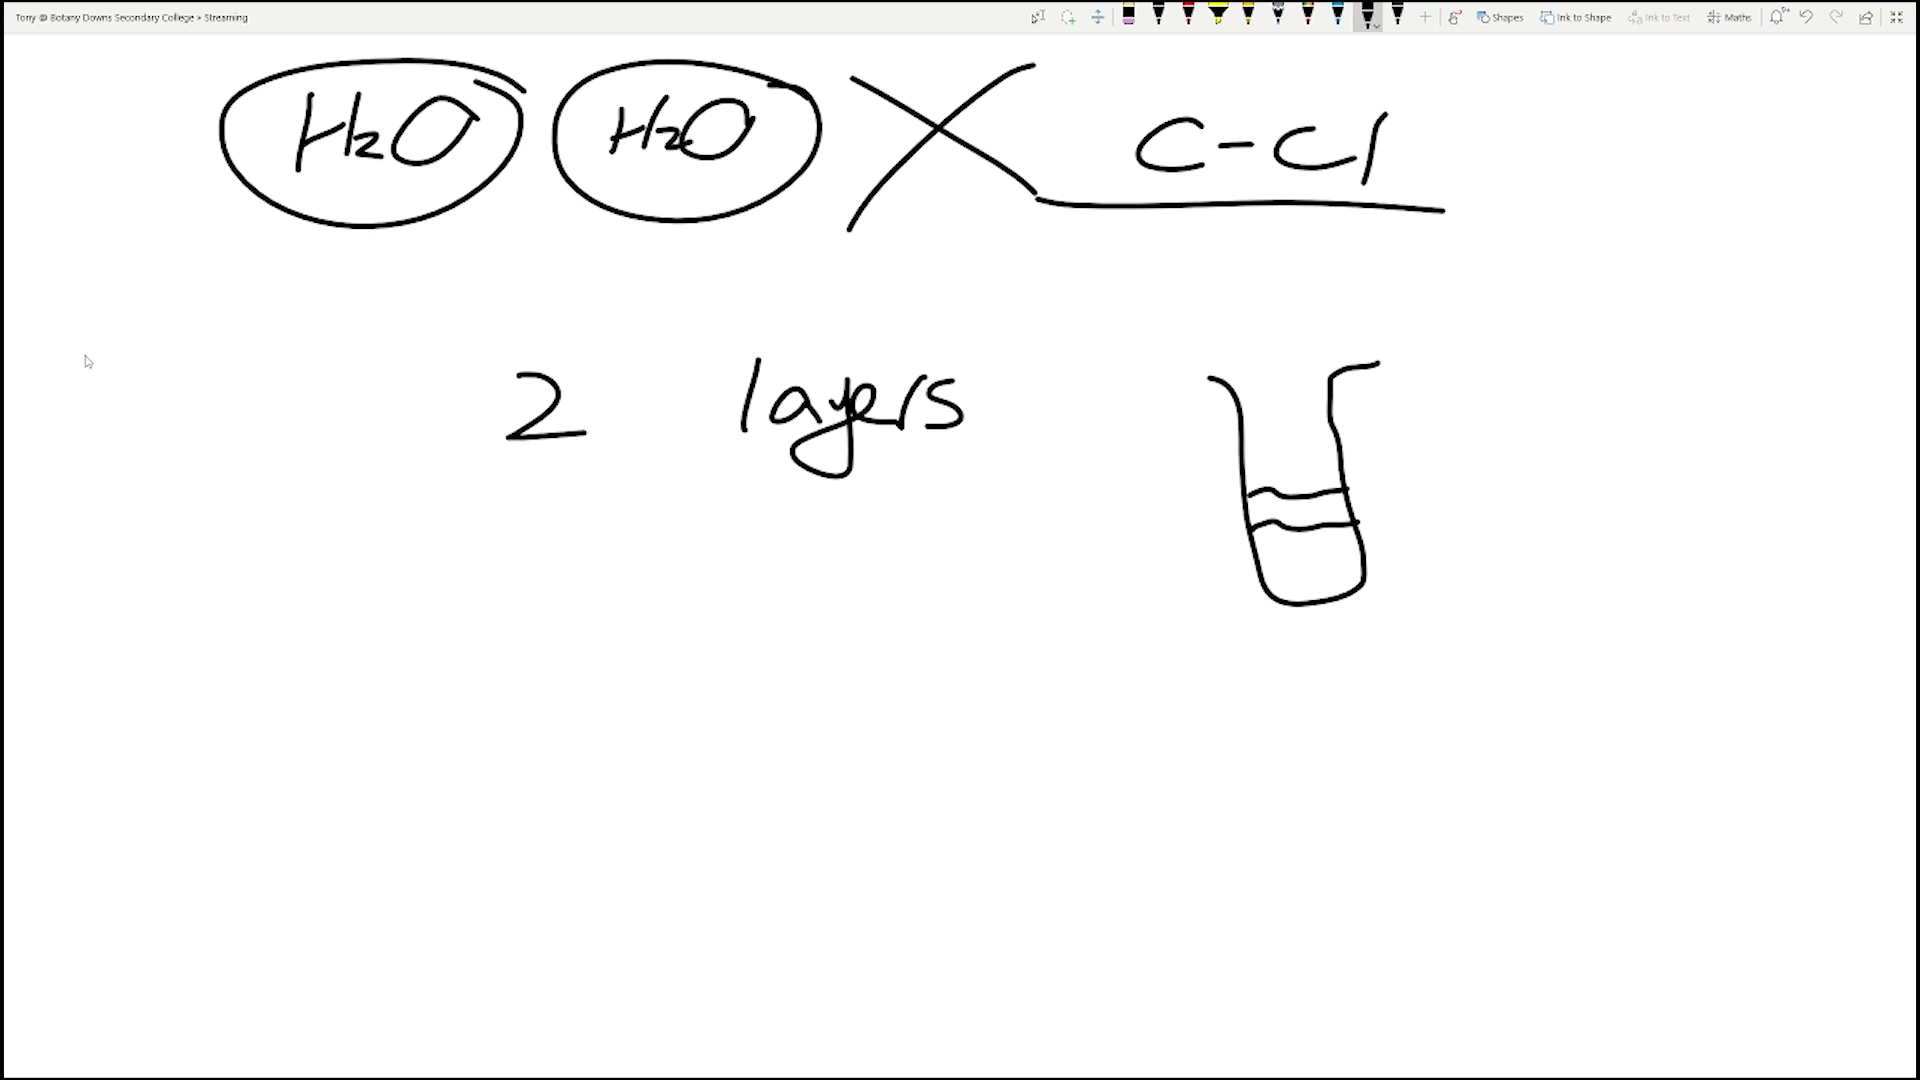 Tony @ Botany Downs Secondary College » Streaming
Shapes Ink to Shape Ink to Text Maths
H2O H2O C-Cl
2 layers